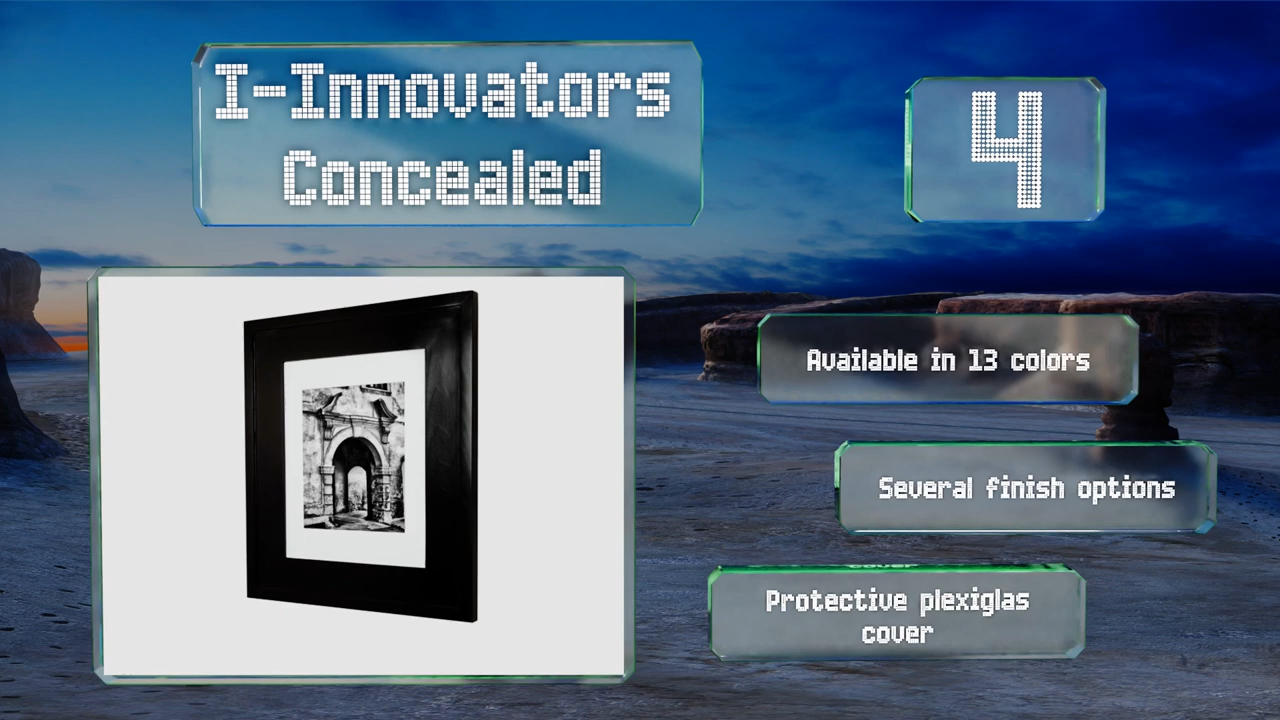 I-Innovators
Concealed
4
Available in 13 colors
Several finish options
Protective plexiglas
cover